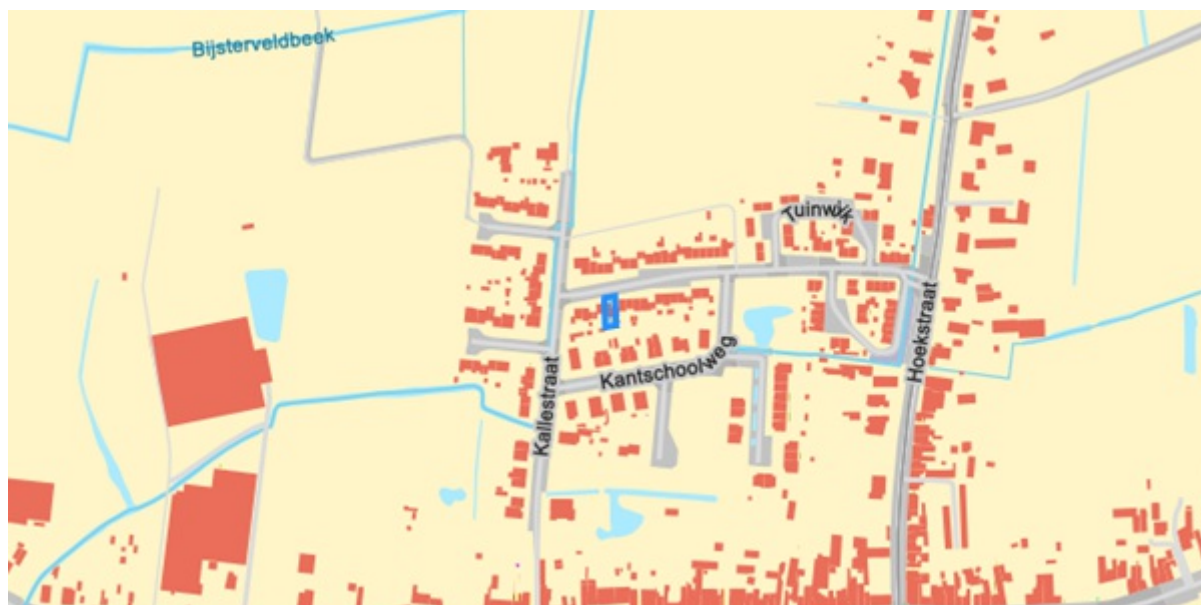 Bijsterveldbeek
Tuinwijk
Hoekstraat
Kantschoolweg
Kallestraat